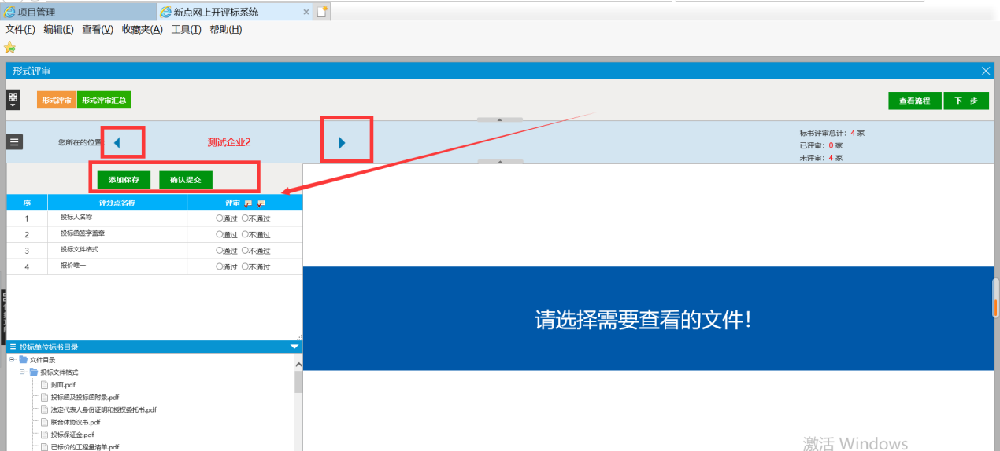 项目管理
新点网上开评标系统
文件(F) 编辑(E) 查看(V) 收藏夹(A) 工具(T) 帮助(H)
形式评审
形式评审 形式评审汇总
查看流程 下一步
您所在的位置
测试企业2
标书评审总计: 4 家
已评审: 0 家
未评审: 4 家
添加保存 确认提交
序 评分点名称 评审
1 投标人名称 通过 不通过
2 投标函签字盖章 通过 不通过
3 投标文件格式 通过 不通过
4 报价唯一 通过 不通过
请选择需要查看的文件!
投标单位标书目录
文件目录
投标文件格式
封面.pdf
投标函及投标函附录.pdf
法定代表人身份证明和授权委托书.pdf
联合体协议书.pdf
投标保证金.pdf
已标价的工程量清单.pdf
激活 Windows